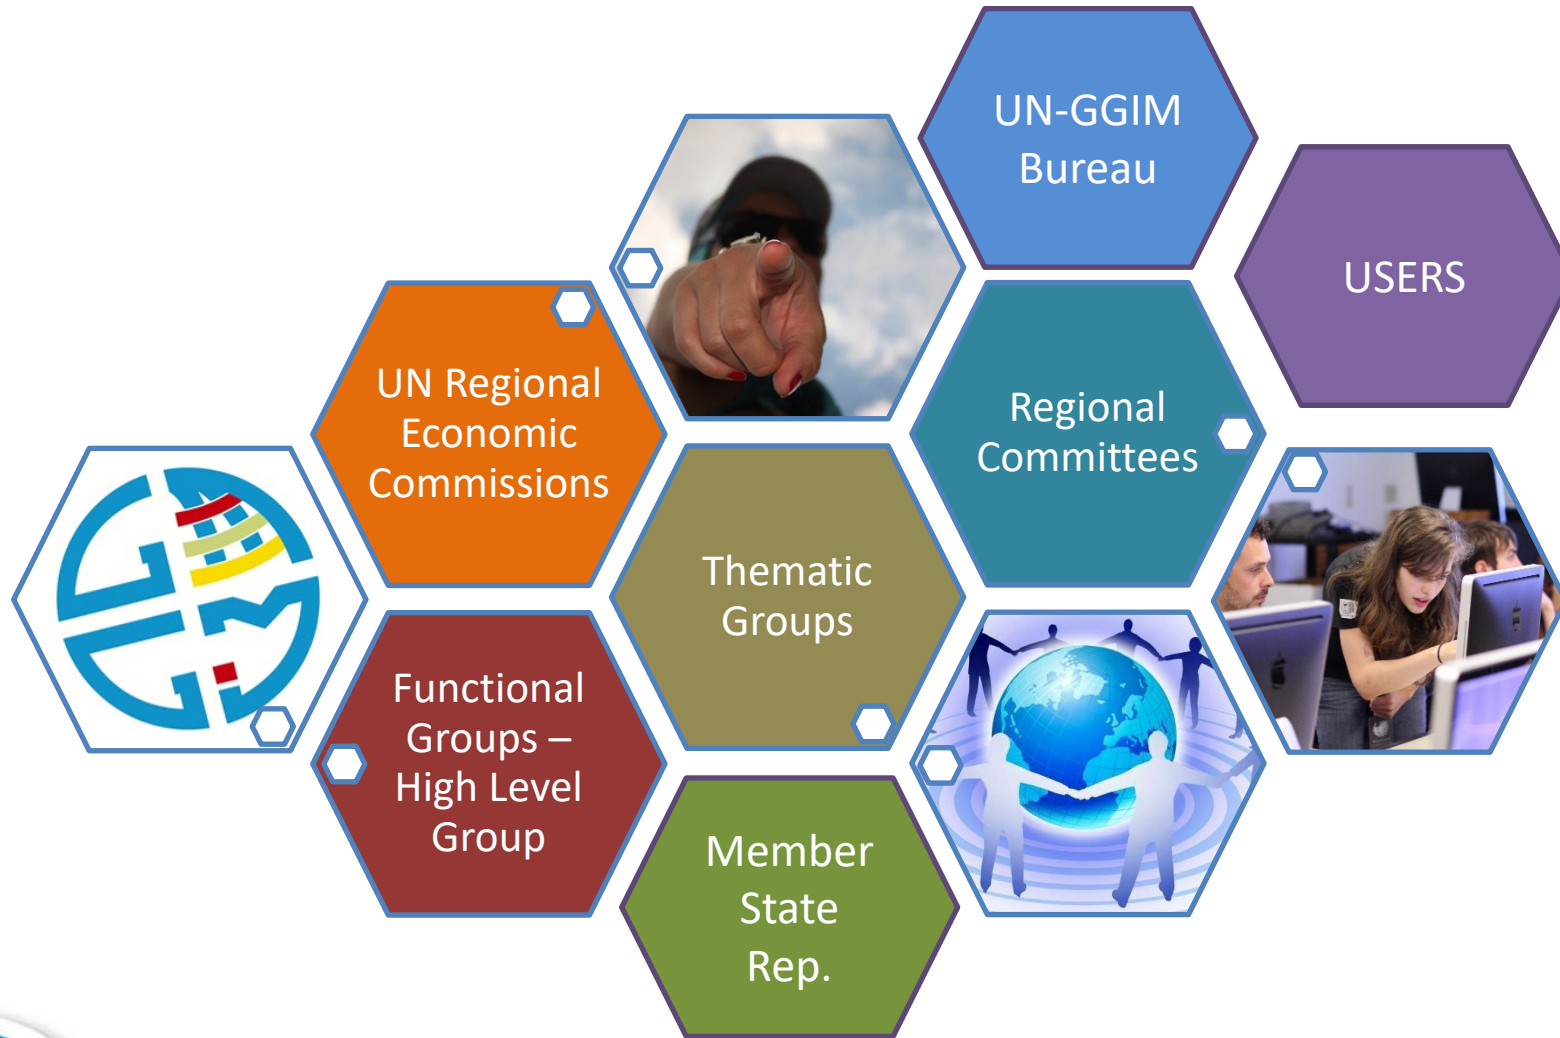 UN-GGIM
Bureau
USERS
UN Regional
Economic
Commissions
Regional
Committees
Thematic
Groups
Functional
Groups –
High Level
Group
Member
State
Rep.